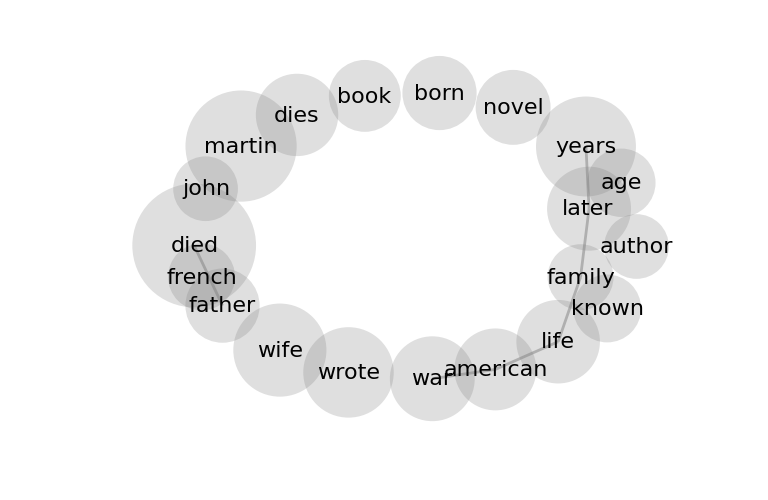 born
book
novel
dies
martin
years
age
john
later
died
author
french
family
father
known
life
wife
american
wrote
war